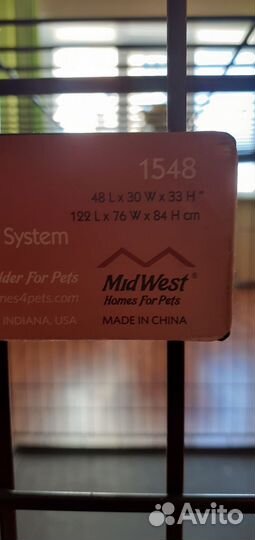 1548
48 L x 30 W x 33 H "
122 L x 76 W x 84 H cm
System
lder For Pets
mes4pets.com
INDIANA, USA
MidWest®
Homes For Pets
MADE IN CHINA
Avito